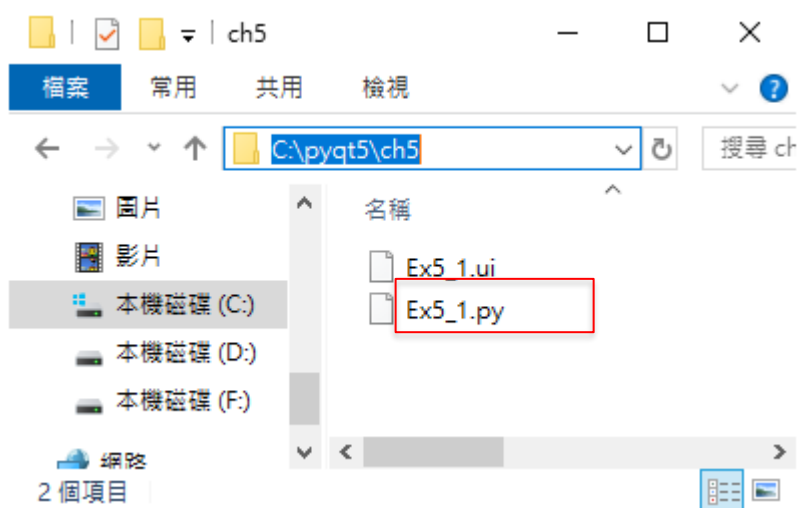 ch5
檔案 常用 共用 檢視
C:\pyqt5\ch5 搜尋 ch
圖片
影片
本機磁碟 (C:)
本機磁碟 (D:)
本機磁碟 (F:)
網路
名稱
Ex5_1.ui
Ex5_1.py
2 個項目